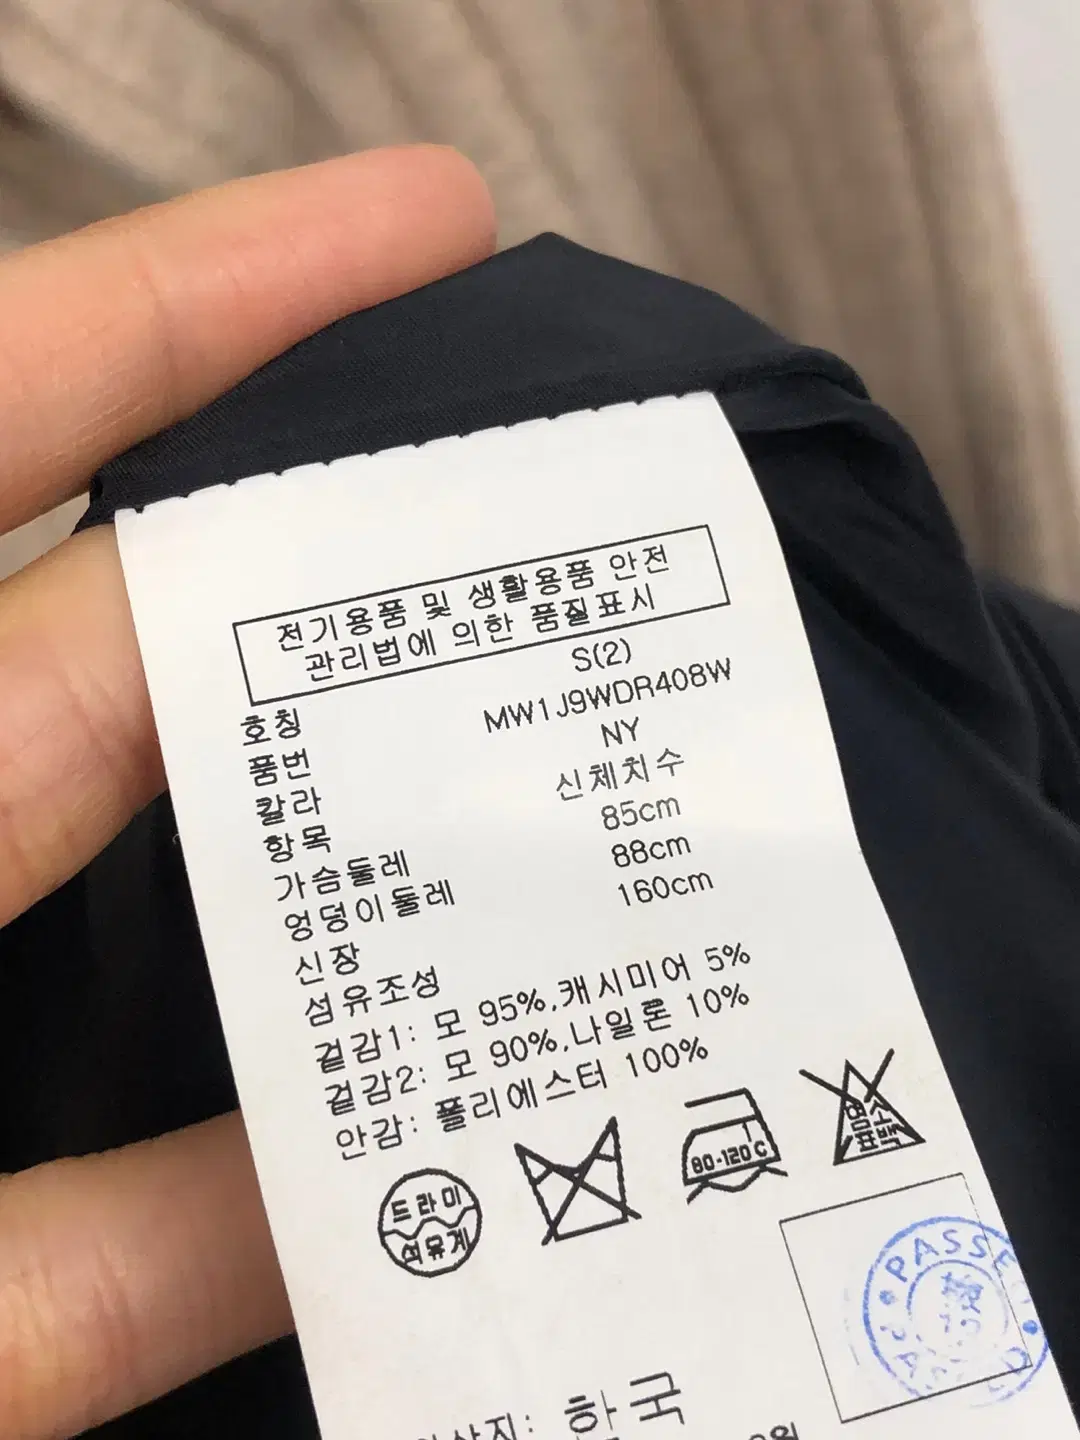 전기용품 및 생활용품 안전
관리법에 의한 품질표시
호칭 S(2)
품번 MW1J9WDR408W
칼라 NY
항목 신체치수
가슴둘레 85cm
엉덩이둘레 88cm
신장 160cm
섬유조성
겉감1: 모 95%,캐시미어 5%
겉감2: 모 90%,나일론 10%
안감: 폴리에스터 100%
드라이
석유계
80-120˚C
염소
표백
PASSED
한국